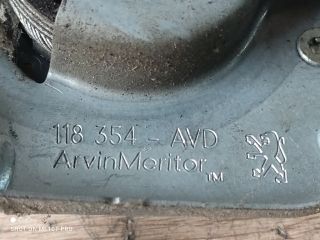 118 354 - AVD
ArvinMeritor TM
SHOT ON MI 10T PRO